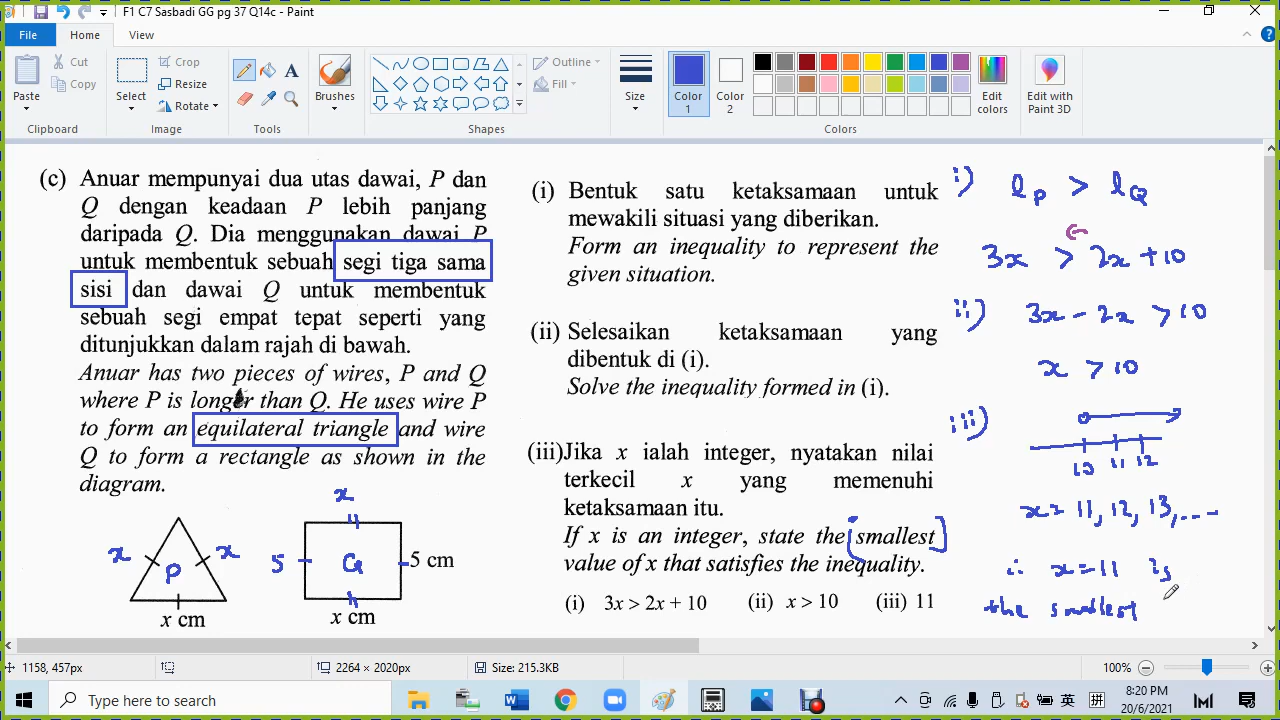 F1 C7 Sasbadi GG pg 37 Q14c - Paint
File Home View
Paste
Cut
Copy
Clipboard
Select
Crop
Resize
Rotate
Image
A
Tools
Brushes
Shapes
Outline
Fill
Size
Color 1
Color 2
Colors
Edit colors
Edit with Paint 3D
(c) Anuar mempunyai dua utas dawai, P dan
Q dengan keadaan P lebih panjang
daripada Q. Dia menggunakan dawai P
untuk membentuk sebuah segi tiga sama
sisi dan dawai Q untuk membentuk
sebuah segi empat tepat seperti yang
ditunjukkan dalam rajah di bawah.
Anuar has two pieces of wires, P and Q
where P is longer than Q. He uses wire P
to form an equilateral triangle and wire
Q to form a rectangle as shown in the
diagram.
x x P x cm
x 5 Q 5 cm x cm
(i) Bentuk satu ketaksamaan untuk
mewakili situasi yang diberikan.
Form an inequality to represent the
given situation.
(ii) Selesaikan ketaksamaan yang
dibentuk di (i).
Solve the inequality formed in (i).
(iii) Jika x ialah integer, nyatakan nilai
terkecil x yang memenuhi
ketaksamaan itu.
If x is an integer, state the smallest
value of x that satisfies the inequality.
(i) 3x > 2x + 10 (ii) x > 10 (iii) 11
i) lP > lQ
3x > 2x + 10
ii) 3x - 2x > 10
x > 10
iii)
10 11 12
x = 11, 12, 13, ...
∴ x = 11 is
the smallest
1158, 457px
2264 × 2020px
Size: 215.3KB
100%
Type here to search
英
拼
8:20 PM
20/6/2021